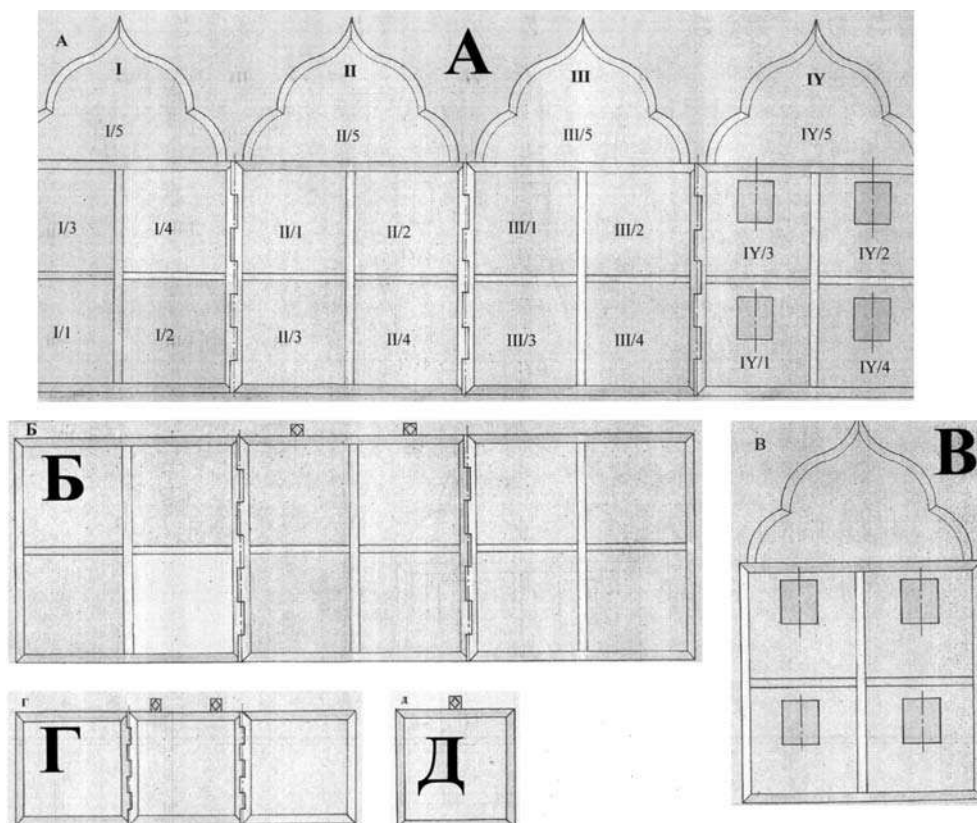 А
А
I
II
III
IY
I/5
II/5
III/5
IY/5
I/3
I/4
II/1
II/2
III/1
III/2
IY/3
IY/2
I/1
I/2
II/3
II/4
III/3
III/4
IY/1
IY/4
Б
Б
В
В
Г
Г
Д
Д